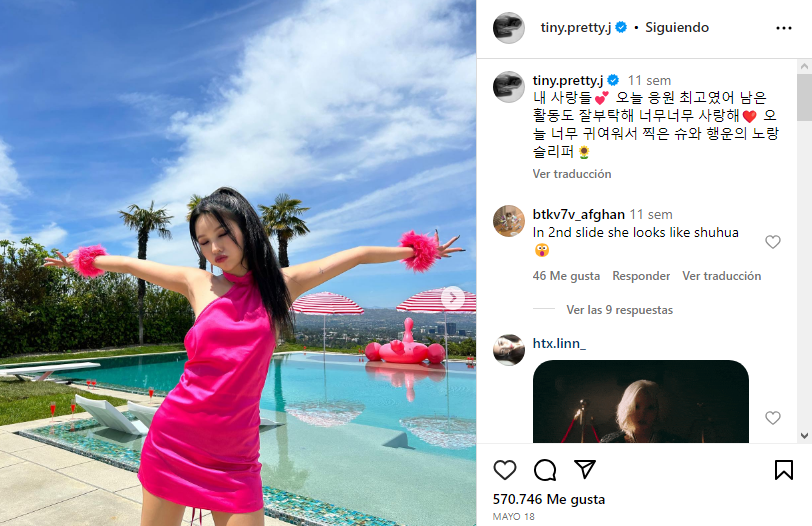 tiny.pretty.j • Siguiendo
tiny.pretty.j 11 sem
내 사랑들💕 오늘 응원 최고였어 남은
활동도 잘부탁해 너무너무 사랑해❤️ 오
늘 너무 귀여워서 찍은 슈와 행운의 노랑
슬리퍼🌻
Ver traducción
btkv7v_afghan 11 sem
In 2nd slide she looks like shuhua
😲
46 Me gusta Responder Ver traducción
Ver las 9 respuestas
htx.linn_
570.746 Me gusta
MAYO 18